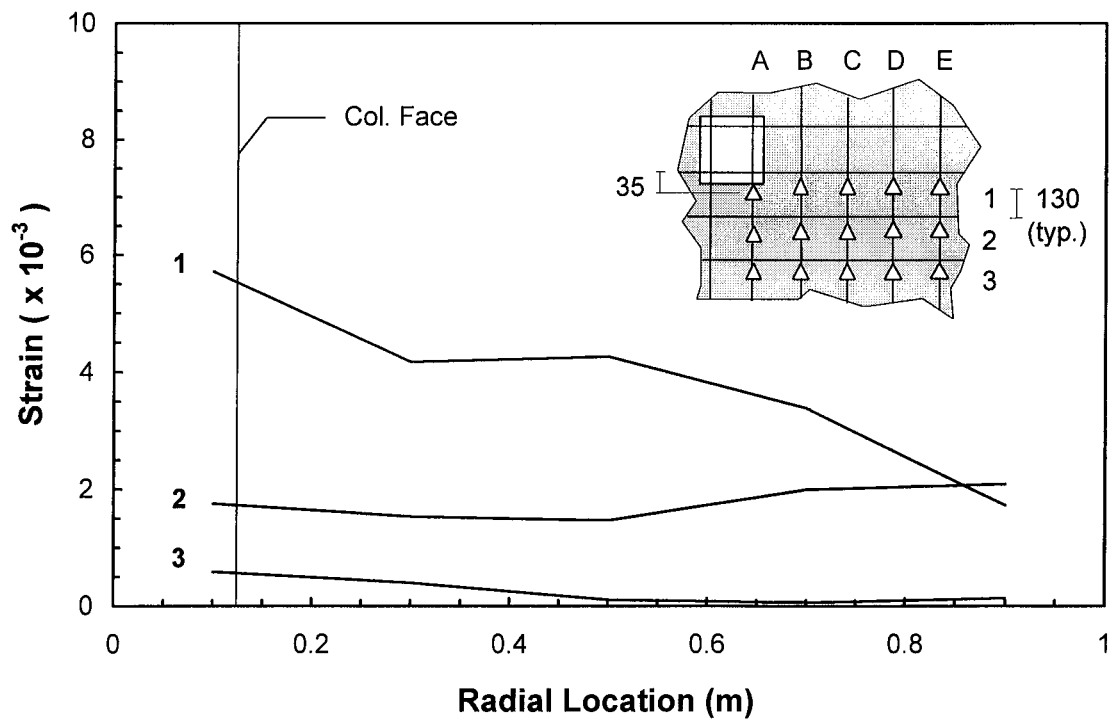 10
8
6
4
2
0
Strain ( x 10⁻³ )
Col. Face
1
2
3
A B C D E
35
1
2
3
130
(typ.)
0 0.2 0.4 0.6 0.8 1
Radial Location (m)